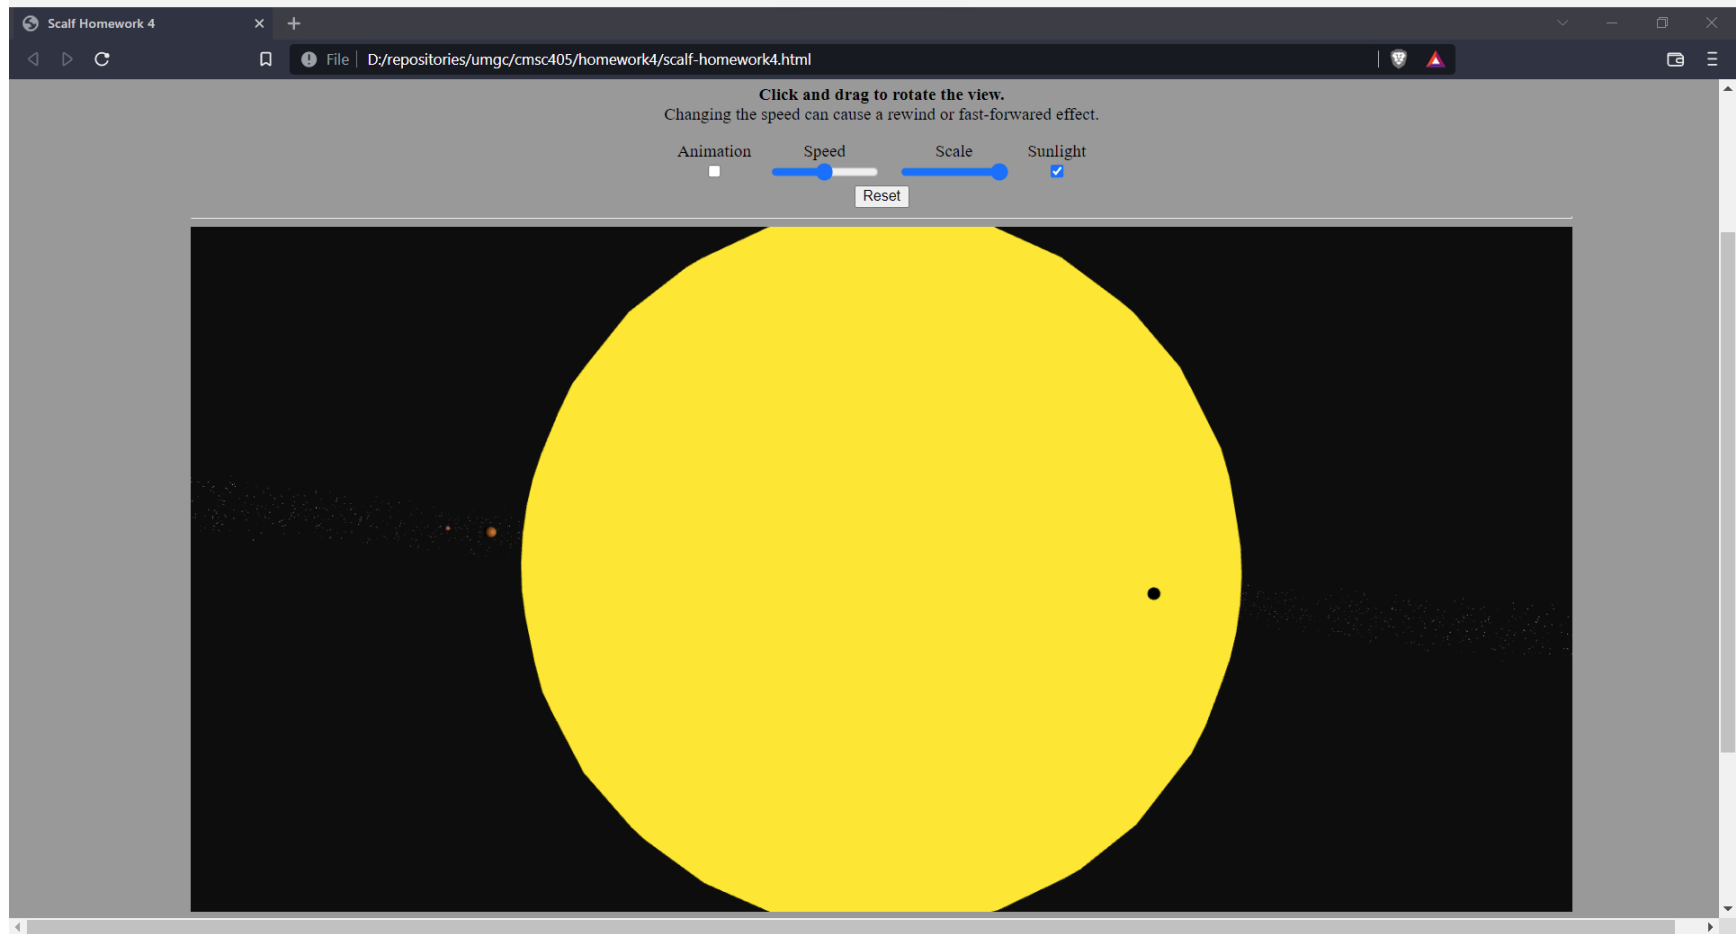 Scalf Homework 4
File D:/repositories/umgc/cmsc405/homework4/scalf-homework4.html
Click and drag to rotate the view.
Changing the speed can cause a rewind or fast-forwared effect.
Animation Speed Scale Sunlight
Reset